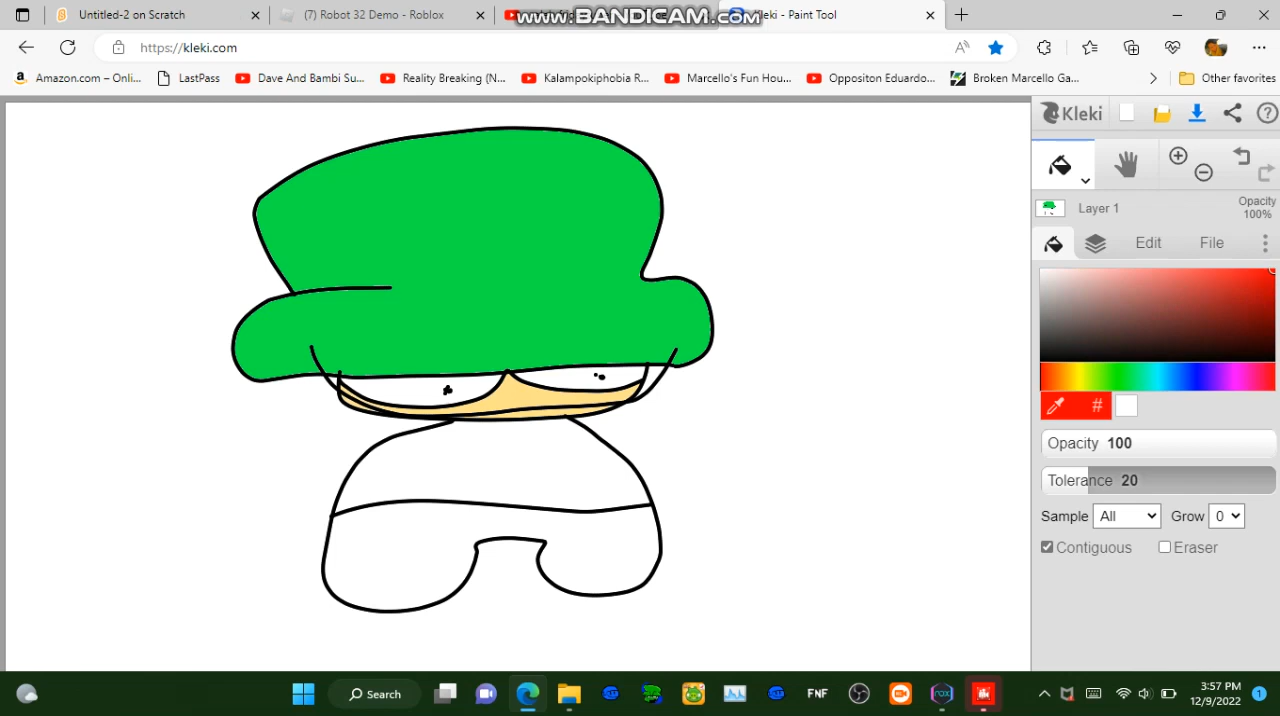 Untitled-2 on Scratch
(7) Robot 32 Demo - Roblox
www.BANDICAM.com
Kleki - Paint Tool
https://kleki.com
Amazon.com – Onli...
LastPass
Dave And Bambi Su...
Reality Breaking (N...
Kalampokiphobia R...
Marcello's Fun Hou...
Oppositon Eduardo...
Broken Marcello Ga...
Other favorites
Kleki
Layer 1
Opacity
100%
Edit
File
#
Opacity 100
Tolerance 20
Sample All
Grow 0
Contiguous
Eraser
Search
FNF
3:57 PM
12/9/2022
1